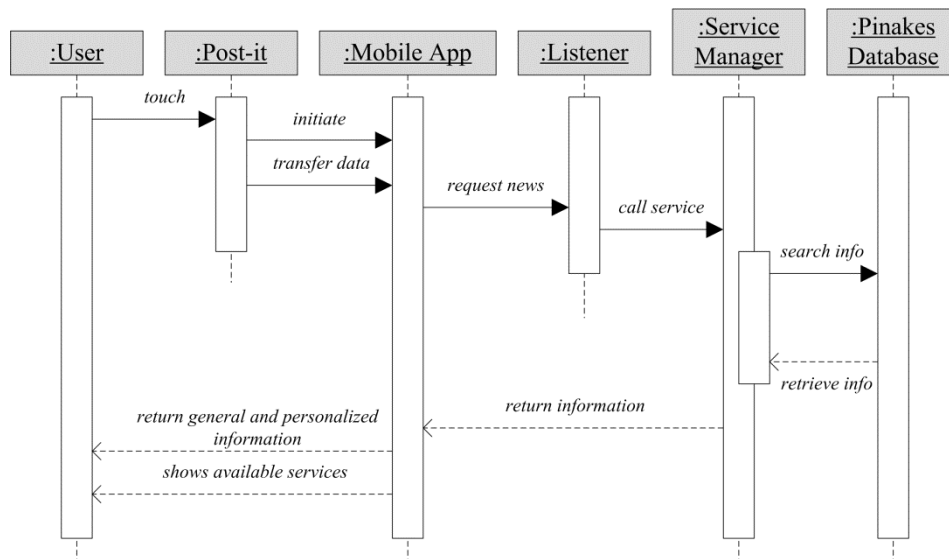 :User
:Post-it
:Mobile App
:Listener
:Service
Manager
:Pinakes
Database
touch
initiate
transfer data
request news
call service
search info
retrieve info
return information
return general and personalized
information
shows available services